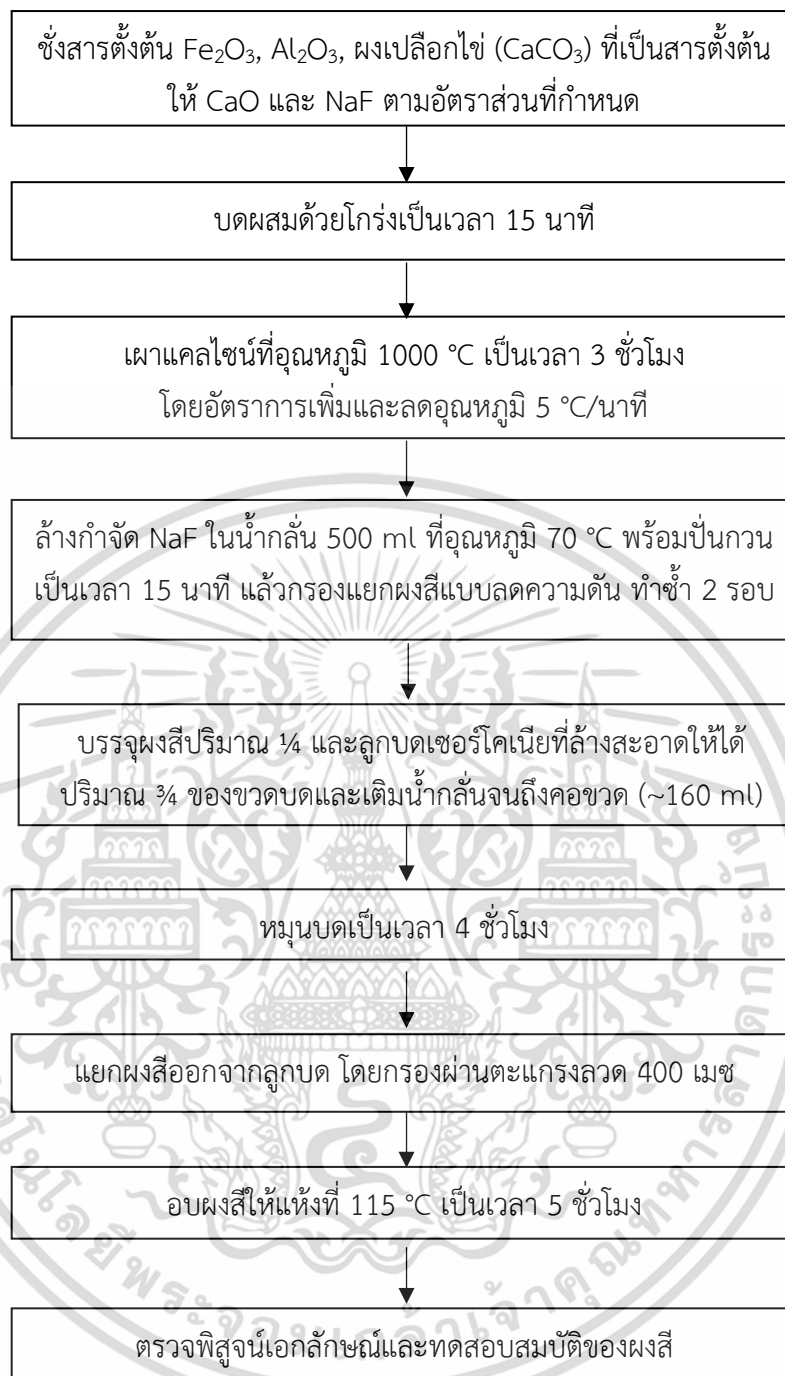 ชั่งสารตั้งต้น Fe₂O₃, Al₂O₃, ผงเปลือกไข่ (CaCO₃) ที่เป็นสารตั้งต้น
ให้ CaO และ NaF ตามอัตราส่วนที่กำหนด
บดผสมด้วยโกร่งเป็นเวลา 15 นาที
เผาแคลไซน์ที่อุณหภูมิ 1000 °C เป็นเวลา 3 ชั่วโมง
โดยอัตราการเพิ่มและลดอุณหภูมิ 5 °C/นาที
ล้างกำจัด NaF ในน้ำกลั่น 500 ml ที่อุณหภูมิ 70 °C พร้อมปั่นกวน
เป็นเวลา 15 นาที แล้วกรองแยกผงสีแบบลดความดัน ทำซ้ำ 2 รอบ
บรรจุผงสีปริมาณ ¼ และลูกบดเซอร์โคเนียที่ล้างสะอาดให้ได้
ปริมาณ ¾ ของขวดบดและเติมน้ำกลั่นจนถึงคอขวด (~160 ml)
หมุนบดเป็นเวลา 4 ชั่วโมง
แยกผงสีออกจากลูกบด โดยกรองผ่านตะแกรงลวด 400 เมซ
อบผงสีให้แห้งที่ 115 °C เป็นเวลา 5 ชั่วโมง
ตรวจพิสูจน์เอกลักษณ์และทดสอบสมบัติของผงสี